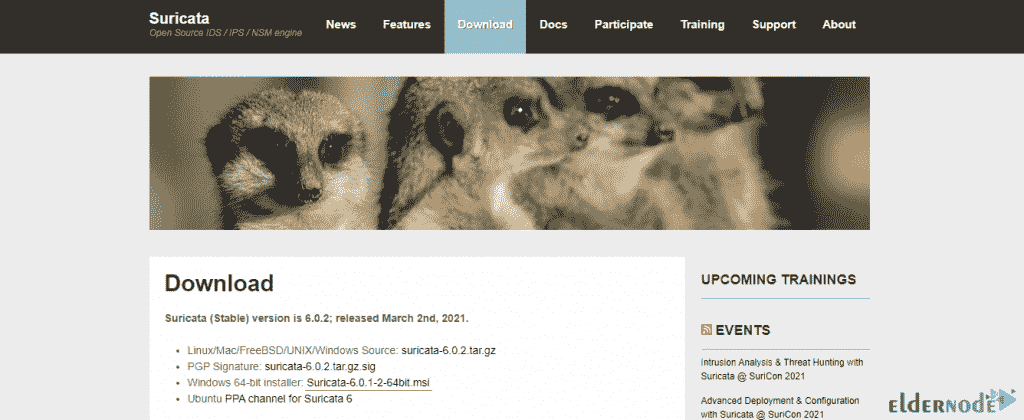 Suricata
Open Source IDS / IPS / NSM engine
News Features Download Docs Participate Training Support About
Download
Suricata (Stable) version is 6.0.2; released March 2nd, 2021.
Linux/Mac/FreeBSD/UNIX/Windows Source: suricata-6.0.2.tar.gz
PGP Signature: suricata-6.0.2.tar.gz.sig
Windows 64-bit installer: Suricata-6.0.1-2-64bit.msi
Ubuntu PPA channel for Suricata 6
UPCOMING TRAININGS
EVENTS
Intrusion Analysis & Threat Hunting with
Suricata @ SuriCon 2021
Advanced Deployment & Configuration
with Suricata @ SuriCon 2021
ELDERNODE